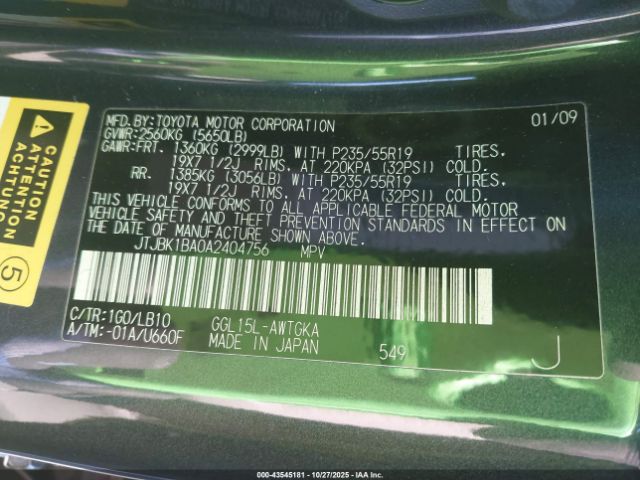 MFD. BY: TOYOTA MOTOR CORPORATION 01/09
GVWR: 2560KG (5650LB)
GAWR: FRT. 1360KG (2999LB) WITH P235/55R19 TIRES.
19X7 1/2J RIMS. AT 220KPA (32PSI) COLD.
RR. 1385KG (3056LB) WITH P235/55R19 TIRES.
19X7 1/2J RIMS. AT 220KPA (32PSI) COLD.
THIS VEHICLE CONFORMS TO ALL APPLICABLE FEDERAL MOTOR
VEHICLE SAFETY AND THEFT PREVENTION STANDARDS IN EFFECT ON
THE DATE OF MANUFACTURE SHOWN ABOVE.
JTJBK1BA0A2404756 MPV
C/TR: 1G0/LB10 GGL15L-AWTGKA
A/TM: -01A/U660F MADE IN JAPAN 549 J
CAUTION
ATTENTION
ACHTUNG
5
000-43545181 - 10/27/2025 - IAA, Inc.